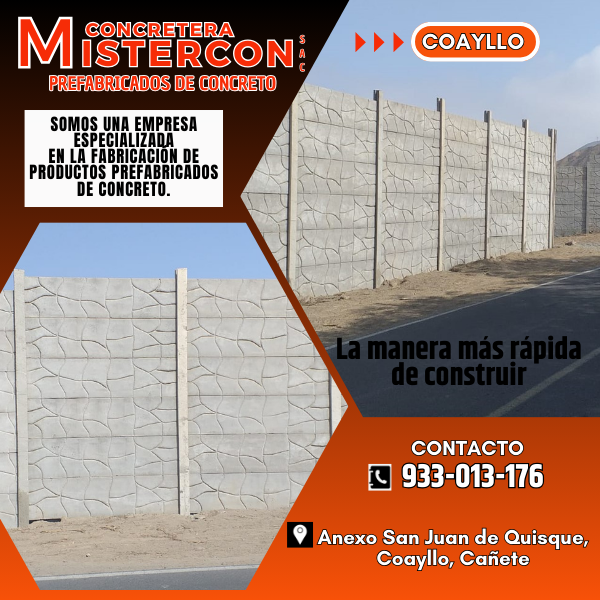 CONCRETERA
MISTERCON
SAC
PREFABRICADOS DE CONCRETO
COAYLLO
SOMOS UNA EMPRESA
ESPECIALIZADA
EN LA FABRICACIÓN DE
PRODUCTOS PREFABRICADOS
DE CONCRETO.
La manera más rápida
de construir
CONTACTO
933-013-176
Anexo San Juan de Quisque,
Coayllo, Cañete